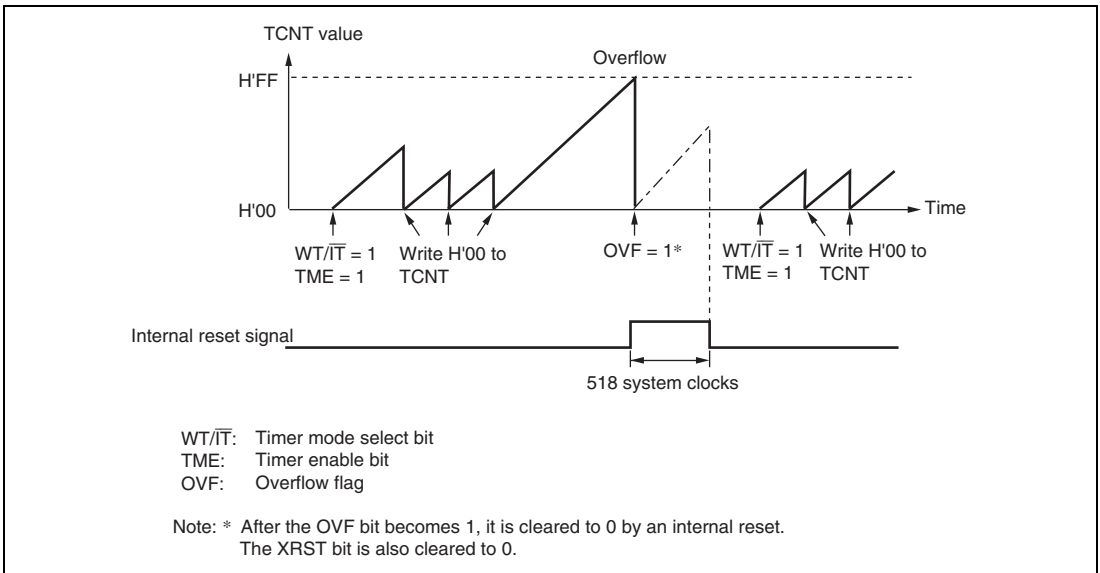 TCNT value
Overflow
H'FF
H'00
Time
WT/I̅T̅ = 1
TME = 1
Write H'00 to
TCNT
OVF = 1*
WT/I̅T̅ = 1
TME = 1
Write H'00 to
TCNT
Internal reset signal
518 system clocks
WT/I̅T̅: Timer mode select bit
TME: Timer enable bit
OVF: Overflow flag
Note: * After the OVF bit becomes 1, it is cleared to 0 by an internal reset.
The XRST bit is also cleared to 0.